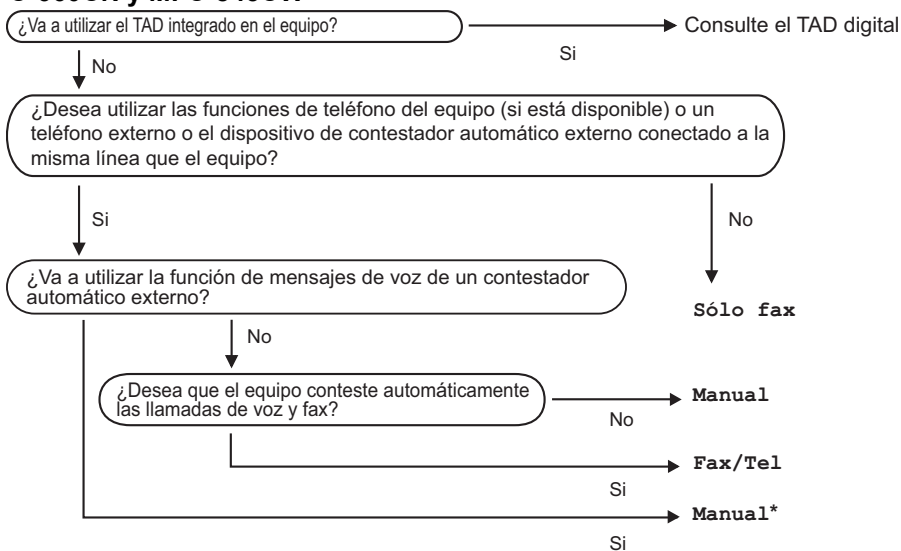 ¿Va a utilizar el TAD integrado en el equipo?
Si
Consulte el TAD digital
No
¿Desea utilizar las funciones de teléfono del equipo (si está disponible) o un
teléfono externo o el dispositivo de contestador automático externo conectado a la
misma línea que el equipo?
Si
No
¿Va a utilizar la función de mensajes de voz de un contestador
automático externo?
Sólo fax
No
¿Desea que el equipo conteste automáticamente
las llamadas de voz y fax?
Manual
No
Fax/Tel
Si
Manual*
Si